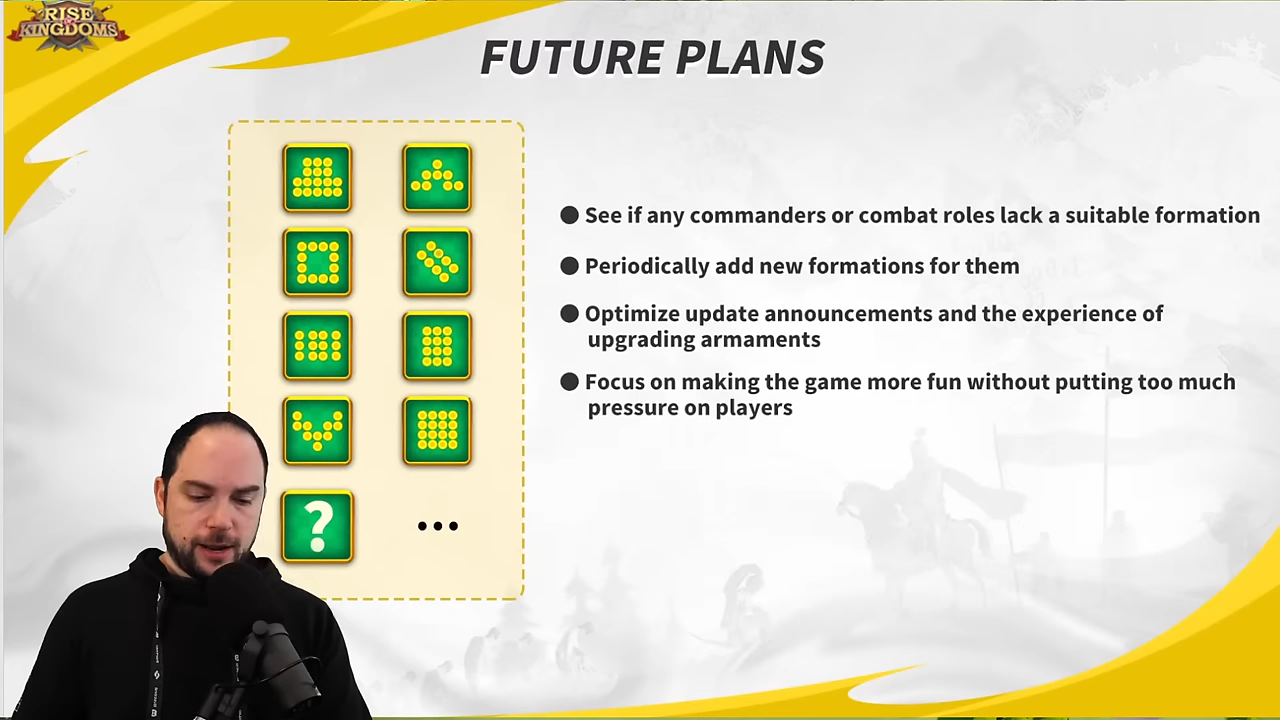 RISE
OF
KINGDOMS
FUTURE PLANS
● See if any commanders or combat roles lack a suitable formation
● Periodically add new formations for them
● Optimize update announcements and the experience of
upgrading armaments
● Focus on making the game more fun without putting too much
pressure on players
?
...